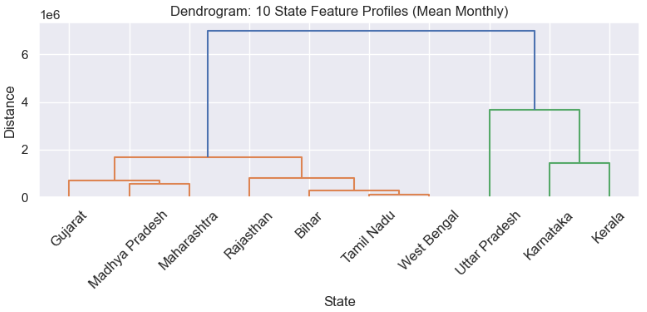 Dendrogram: 10 State Feature Profiles (Mean Monthly)
1e6
6
4
2
0
Distance
Gujarat
Madhya Pradesh
Maharashtra
Rajasthan
Bihar
Tamil Nadu
West Bengal
Uttar Pradesh
Karnataka
Kerala
State